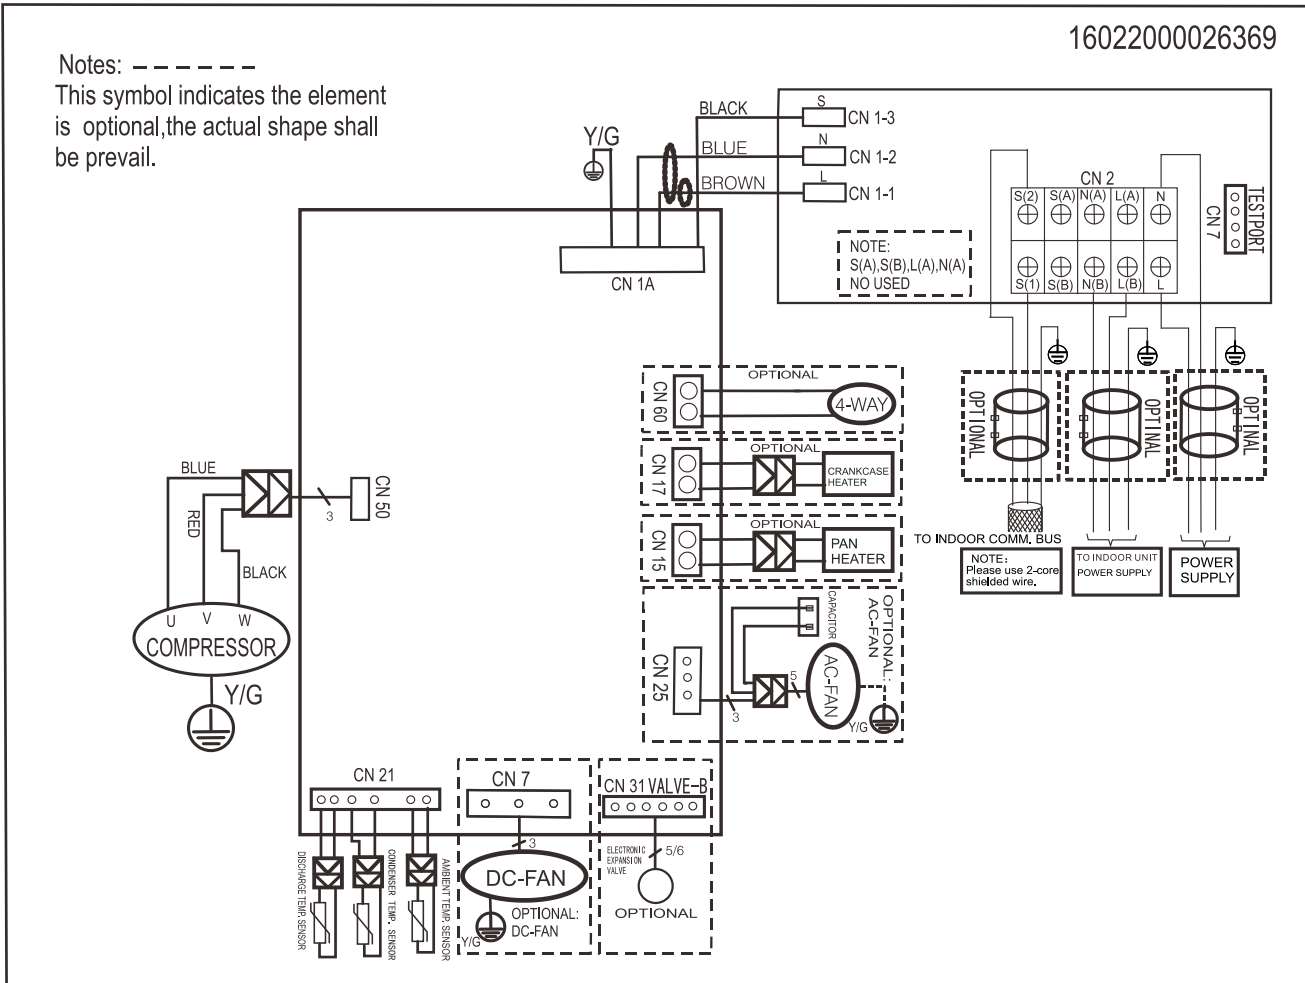 16022000026369
Notes:
This symbol indicates the element
is optional,the actual shape shall
be prevail.
Y/G
BLACK
BLUE
BROWN
S
CN 1-3
N
CN 1-2
L
CN 1-1
CN 1A
NOTE:
S(A),S(B),L(A),N(A)
NO USED
CN 2
S(2) S(A) N(A) L(A) N
S(1) S(B) N(B) L(B) L
TESTPORT
CN 7
OPTIONAL
OPTINAL
OPTINAL
TO INDOOR COMM. BUS
NOTE:
Please use 2-core
shielded wire.
TO INDOOR UNIT
POWER SUPPLY
POWER
SUPPLY
OPTIONAL
CN 60
4-WAY
OPTIONAL
CN 17
CRANKCASE
HEATER
OPTIONAL
CN 15
PAN
HEATER
CAPACITOR
OPTIONAL:
AC-FAN
CN 25
3
5
AC-FAN
Y/G
BLUE
RED
BLACK
3
CN 50
U V W
COMPRESSOR
Y/G
CN 21
DISCHARGE TEMP. SENSOR
CONDENSER TEMP. SENSOR
AMBIENT TEMP. SENSOR
CN 7
3
DC-FAN
Y/G
OPTIONAL:
DC-FAN
CN 31 VALVE-B
ELECTRONIC
EXPANSION
VALVE
5/6
OPTIONAL